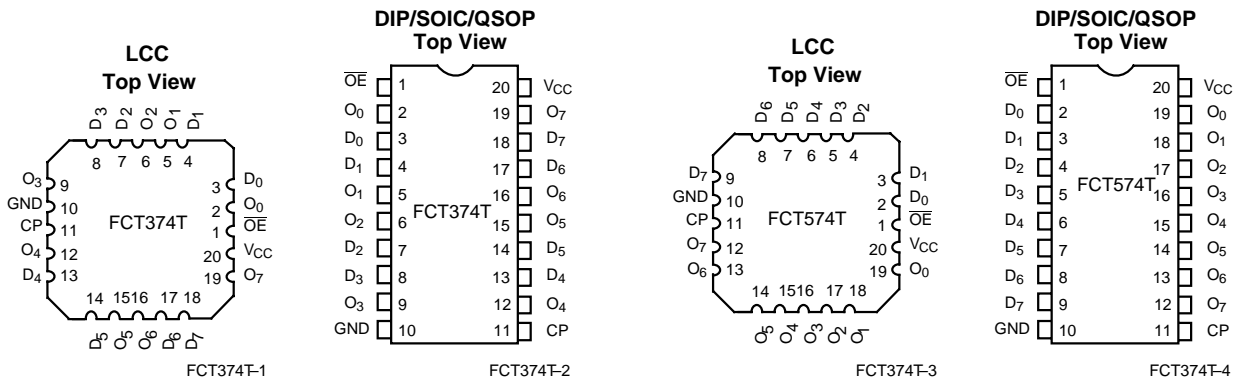 LCC
Top View
D3 D2 O2 O1 D1
8 7 6 5 4
O3 9
GND 10
CP 11
O4 12
D4 13
3 D0
2 O0
1 OE
20 VCC
19 O7
FCT374T
14 15 16 17 18
D5 O5 O6 D6 D7
FCT374T–1
DIP/SOIC/QSOP
Top View
OE 1 20 VCC
O0 2 19 O7
D0 3 18 D7
D1 4 17 D6
O1 5 16 O6
FCT374T
O2 6 15 O5
D2 7 14 D5
D3 8 13 D4
O3 9 12 O4
GND 10 11 CP
FCT374T–2
LCC
Top View
D6 D5 D4 D3 D2
8 7 6 5 4
D7 9
GND 10
CP 11
O7 12
O6 13
3 D1
2 D0
1 OE
20 VCC
19 O0
FCT574T
14 15 16 17 18
O5 O4 O3 O2 O1
FCT374T–3
DIP/SOIC/QSOP
Top View
OE 1 20 VCC
D0 2 19 O0
D1 3 18 O1
D2 4 17 O2
FCT574T
D3 5 16 O3
D4 6 15 O4
D5 7 14 O5
D6 8 13 O6
D7 9 12 O7
GND 10 11 CP
FCT374T–4